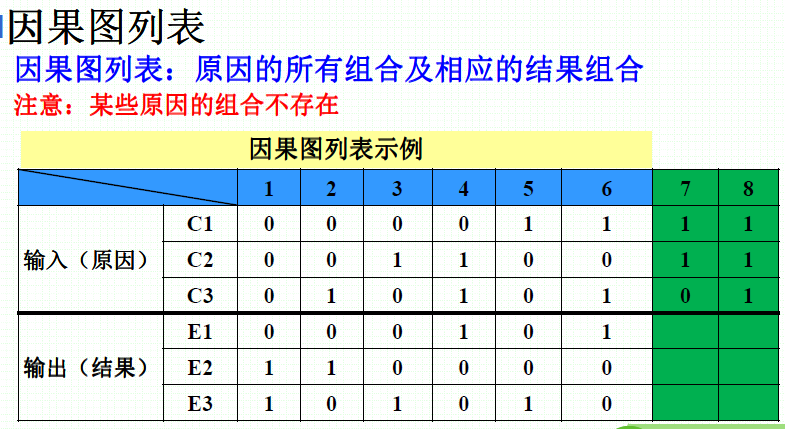 因果图列表
因果图列表：原因的所有组合及相应的结果组合
注意：某些原因的组合不存在
因果图列表示例
1 2 3 4 5 6 7 8
输入（原因） C1 0 0 0 0 1 1 1 1
C2 0 0 1 1 0 0 1 1
C3 0 1 0 1 0 1 0 1
输出（结果） E1 0 0 0 1 0 1
E2 1 1 0 0 0 0
E3 1 0 1 0 1 0